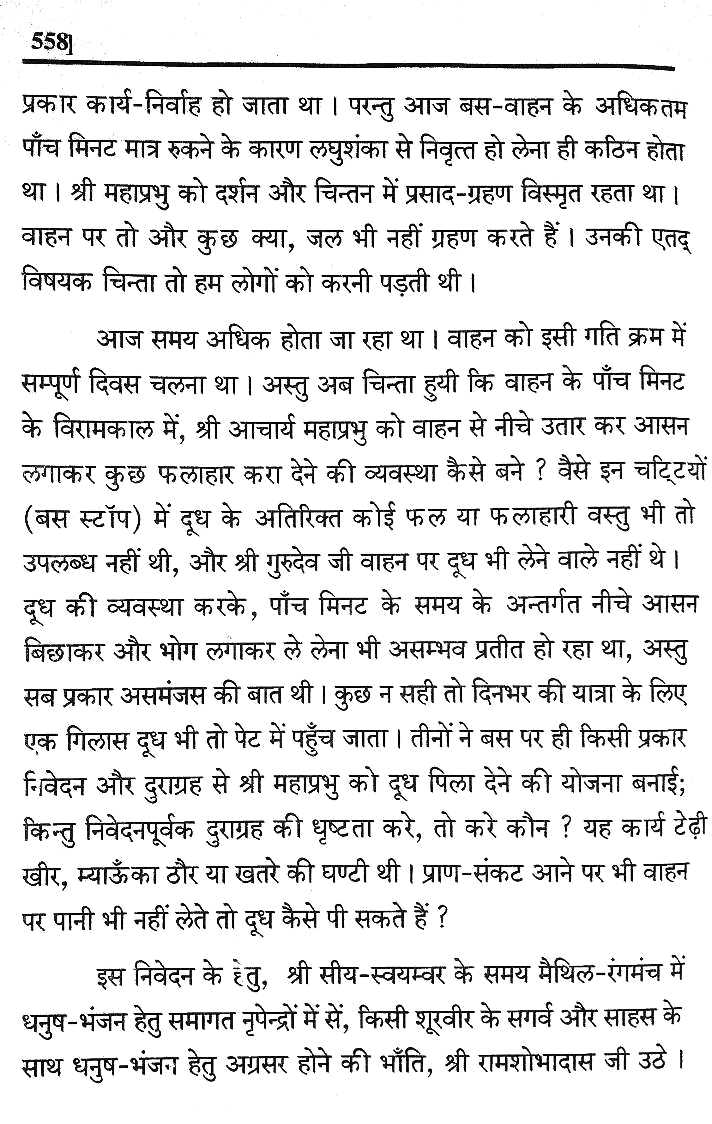 558]
प्रकार कार्य-निर्वाह हो जाता था । परन्तु आज बस-वाहन के अधिकतम
पाँच मिनट मात्र रुकने के कारण लघुशंका से निवृत्त हो लेना ही कठिन होता
था । श्री महाप्रभु को दर्शन और चिन्तन में प्रसाद-ग्रहण विस्मृत रहता था ।
वाहन पर तो और कुछ क्या, जल भी नहीं ग्रहण करते हैं । उनकी एतद्
विषयक चिन्ता तो हम लोगों को करनी पड़ती थी ।
आज समय अधिक होता जा रहा था । वाहन को इसी गति क्रम में
सम्पूर्ण दिवस चलना था । अस्तु अब चिन्ता हुयी कि वाहन के पाँच मिनट
के विरामकाल में, श्री आचार्य महाप्रभु को वाहन से नीचे उतार कर आसन
लगाकर कुछ फलाहार करा देने की व्यवस्था कैसे बने ? वैसे इन चट्टियों
(बस स्टॉप) में दूध के अतिरिक्त कोई फल या फलाहारी वस्तु भी तो
उपलब्ध नहीं थी, और श्री गुरुदेव जी वाहन पर दूध भी लेने वाले नहीं थे ।
दूध की व्यवस्था करके, पाँच मिनट के समय के अन्तर्गत नीचे आसन
बिछाकर और भोग लगाकर ले लेना भी असम्भव प्रतीत हो रहा था, अस्तु
सब प्रकार असमंजस की बात थी । कुछ न सही तो दिनभर की यात्रा के लिए
एक गिलास दूध भी तो पेट में पहुँच जाता । तीनों ने बस पर ही किसी प्रकार
निवेदन और दुराग्रह से श्री महाप्रभु को दूध पिला देने की योजना बनाई;
किन्तु निवेदनपूर्वक दुराग्रह की धृष्टता करे, तो करे कौन ? यह कार्य टेढ़ी
खीर, म्याऊँका ठौर या खतरे की घण्टी थी । प्राण-संकट आने पर भी वाहन
पर पानी भी नहीं लेते तो दूध कैसे पी सकते हैं ?
इस निवेदन के हेतु, श्री सीय-स्वयम्वर के समय मैथिल-रंगमंच में
धनुष-भंजन हेतु समागत नृपेन्द्रों में सें, किसी शूरवीर के सगर्व और साहस के
साथ धनुष-भंजन हेतु अग्रसर होने की भाँति, श्री रामशोभादास जी उठे ।